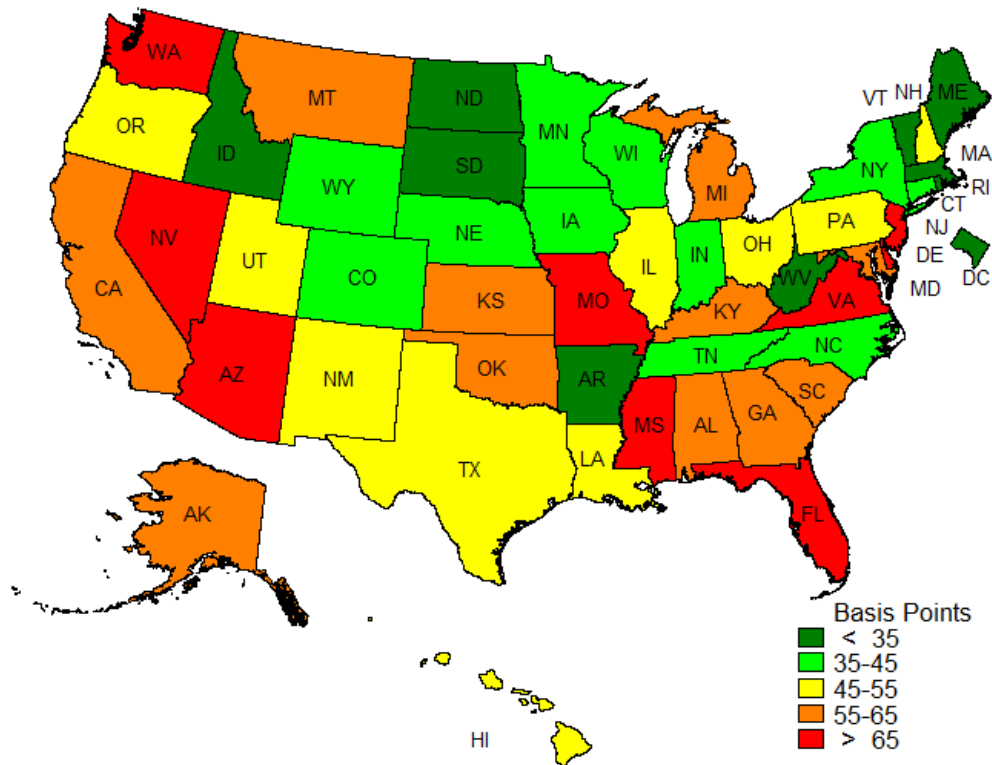 WA
MT
ND
MN
VT
NH
ME
OR
ID
SD
WI
NY
MA
WY
MI
RI
CT
NV
NE
IA
PA
NJ
UT
IL
IN
OH
DE
CA
CO
WV
DC
KS
MO
KY
VA
MD
AZ
NM
OK
AR
TN
NC
SC
MS
AL
GA
TX
LA
AK
FL
HI
Basis Points
< 35
35-45
45-55
55-65
> 65